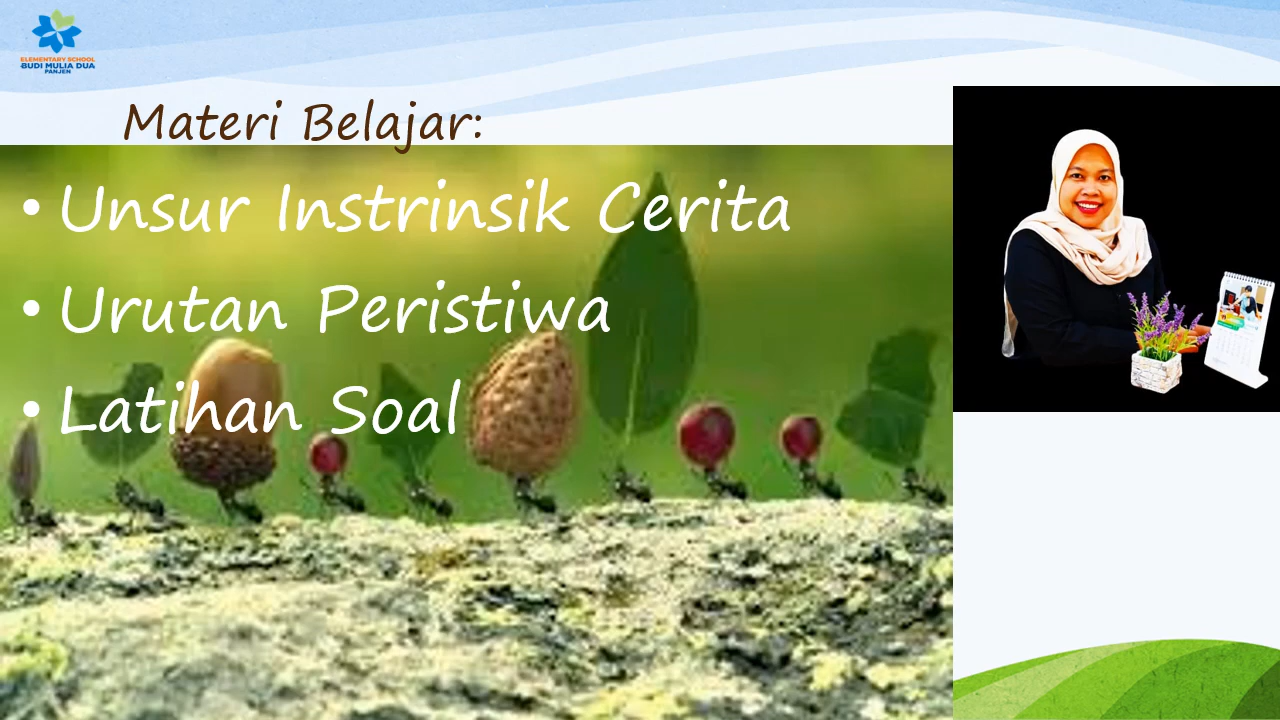 ELEMENTARY SCHOOL
BUDI MULIA DUA
PANJEN
Materi Belajar:
• Unsur Instrinsik Cerita
• Urutan Peristiwa
• Latihan Soal